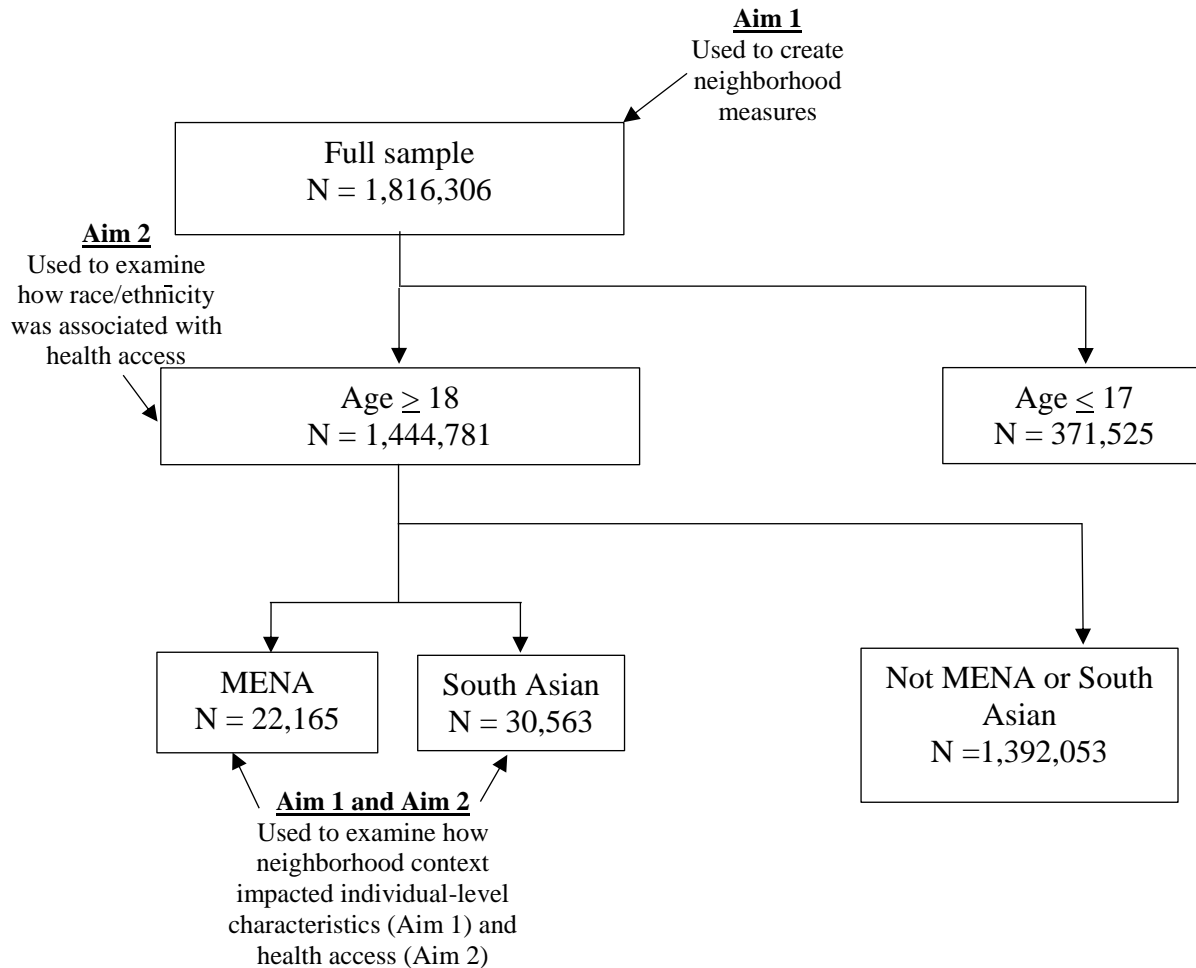 Aim 1
Used to create
neighborhood
measures
Full sample
N = 1,816,306
Aim 2
Used to examine
how race/ethnicity
was associated with
health access
Age ≥ 18
N = 1,444,781
Age ≤ 17
N = 371,525
MENA
N = 22,165
South Asian
N = 30,563
Not MENA or South
Asian
N =1,392,053
Aim 1 and Aim 2
Used to examine how
neighborhood context
impacted individual-level
characteristics (Aim 1) and
health access (Aim 2)